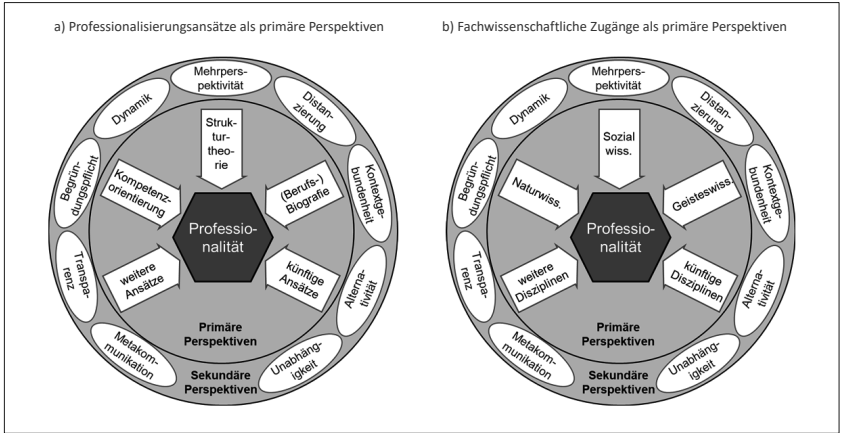 a) Professionalisierungsansätze als primäre Perspektiven
Mehrpers-
pektivität
Distan-
zierung
Kontextge-
bundenheit
Alterna-
tivität
Unabhäng-
igkeit
Sekundäre
Perspektiven
Metakom-
munikation
Transpa-
renz
Begrün-
dungspflicht
Dynamik
Struk-
tur-
theo-
rie
(Berufs-)
Biografie
künftige
Ansätze
Primäre
Perspektiven
weitere
Ansätze
Kompetenz-
orientierung
Professio-
nalität
b) Fachwissenschaftliche Zugänge als primäre Perspektiven
Mehrpers-
pektivität
Distan-
zierung
Kontextge-
bundenheit
Alterna-
tivität
Unabhäng-
igkeit
Sekundäre
Perspektiven
Metakom-
munikation
Transpa-
renz
Begrün-
dungspflicht
Dynamik
Sozial
wiss.
Geisteswiss.
künftige
Disziplinen
Primäre
Perspektiven
weitere
Disziplinen
Naturwiss.
Professio-
nalität